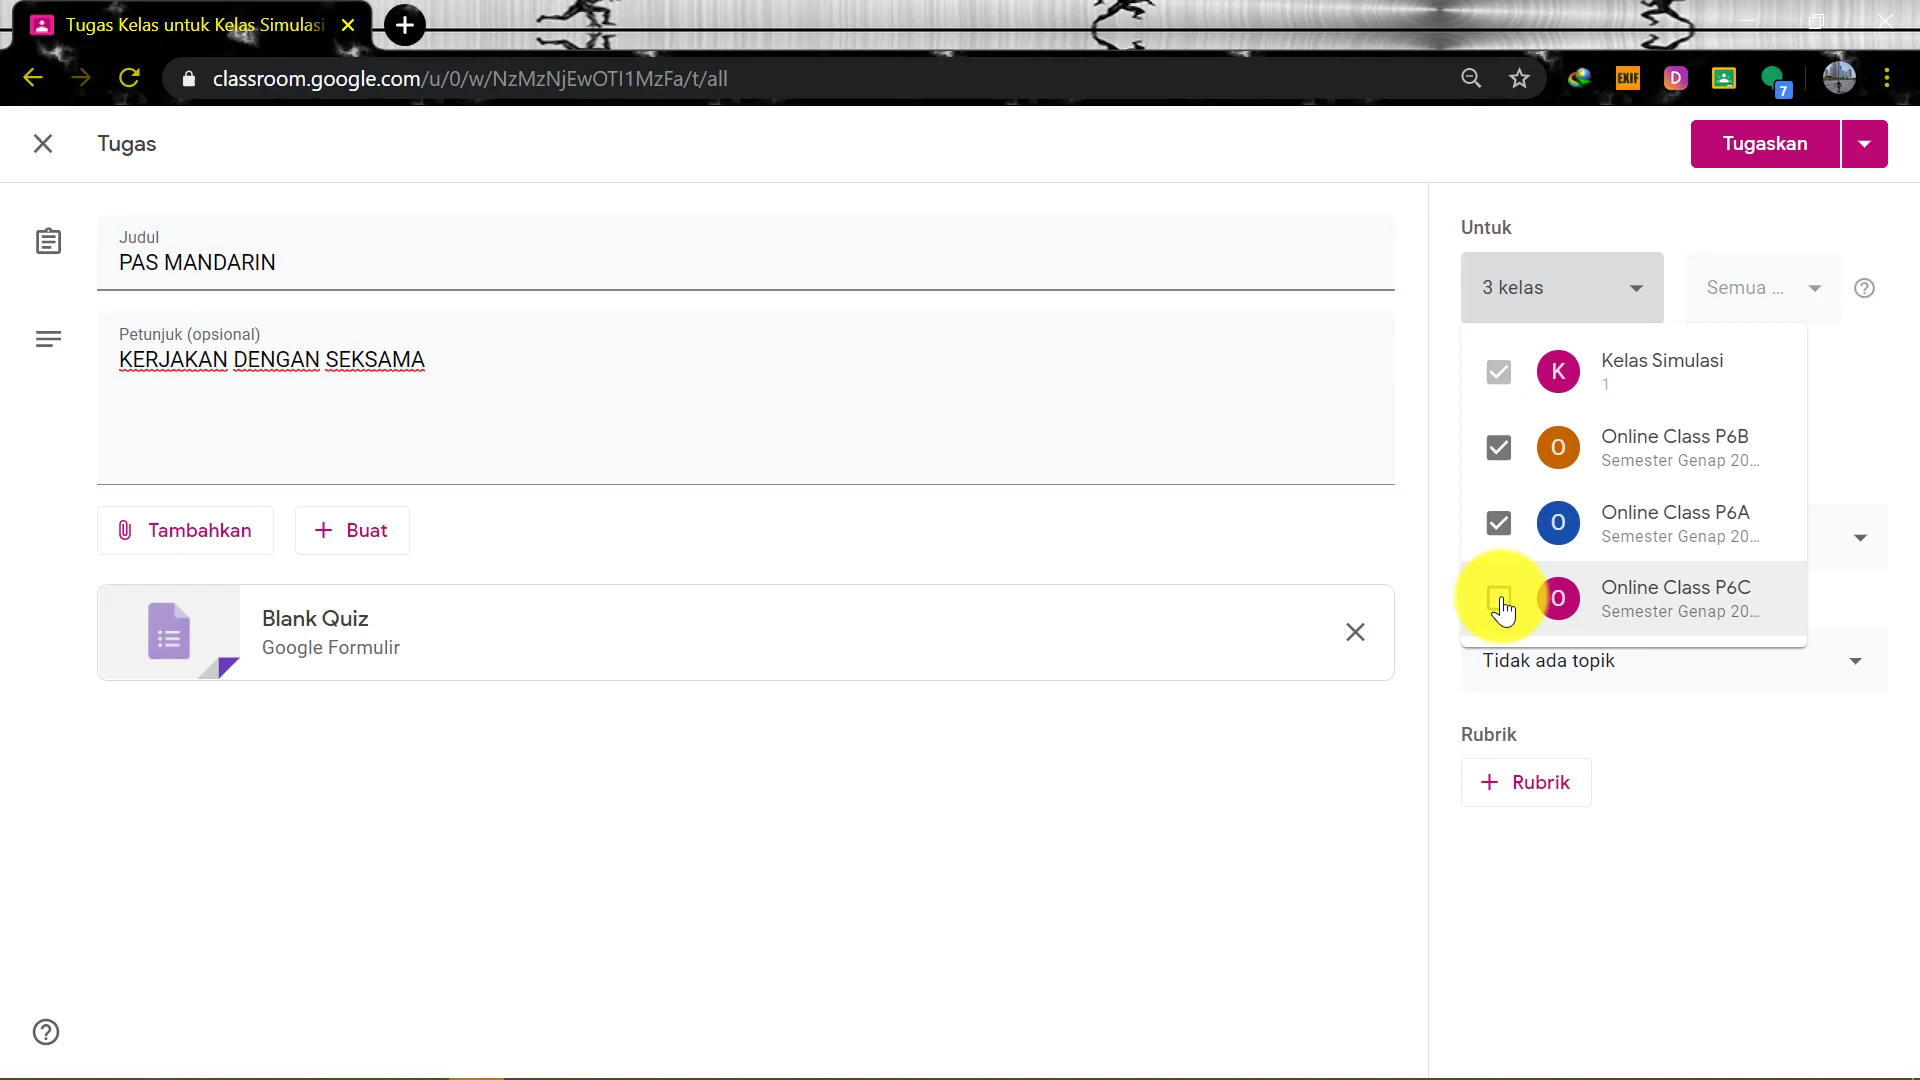 Tugas Kelas untuk Kelas Simulasi
classroom.google.com/u/0/w/NzMzNjEwOTI1MzFa/t/all
EXIF
D
7
Tugas
Tugaskan
Judul
PAS MANDARIN
Petunjuk (opsional)
KERJAKAN DENGAN SEKSAMA
Tambahkan
Buat
Blank Quiz
Google Formulir
Untuk
3 kelas
Semua ...
K
Kelas Simulasi
1
O
Online Class P6B
Semester Genap 20...
O
Online Class P6A
Semester Genap 20...
O
Online Class P6C
Semester Genap 20...
Tidak ada topik
Rubrik
Rubrik